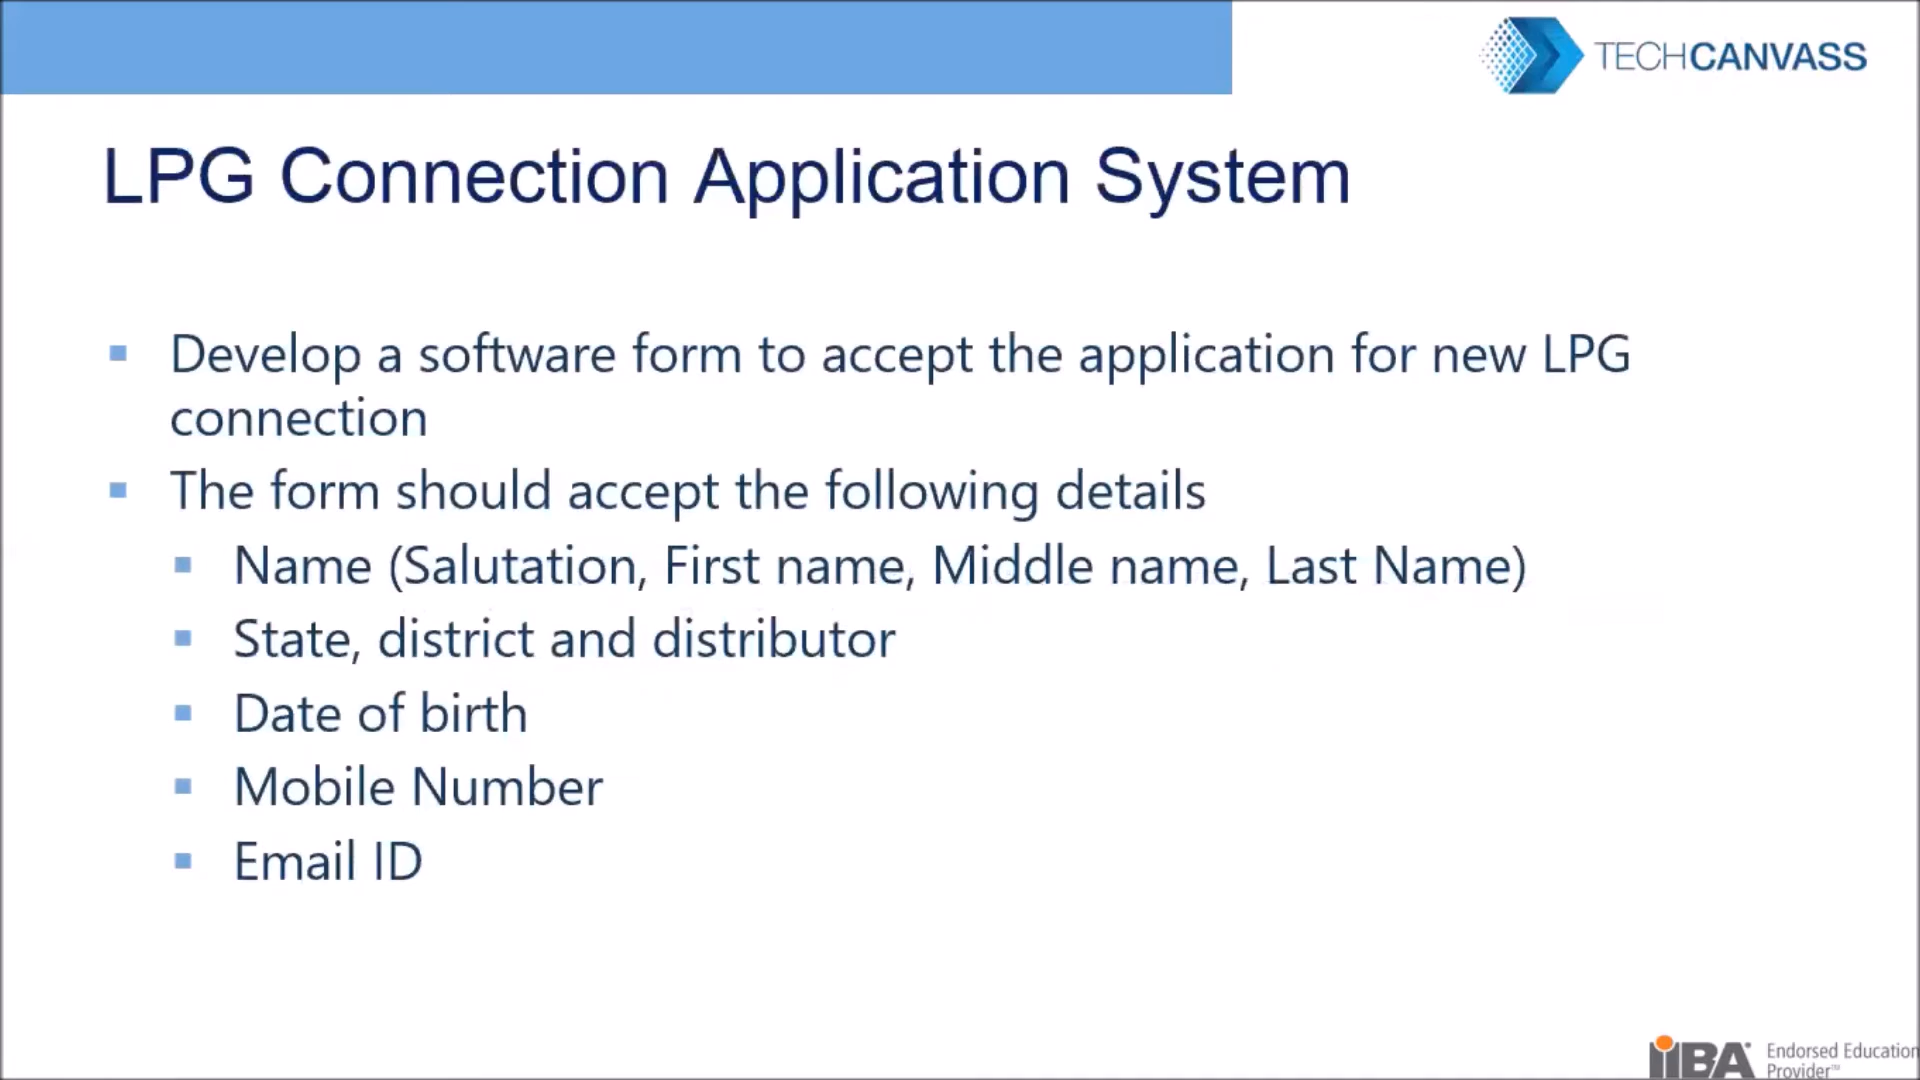 TECHCANVASS
LPG Connection Application System
Develop a software form to accept the application for new LPG
connection
The form should accept the following details
Name (Salutation, First name, Middle name, Last Name)
State, district and distributor
Date of birth
Mobile Number
Email ID
IIBA Endorsed Education
Provider™